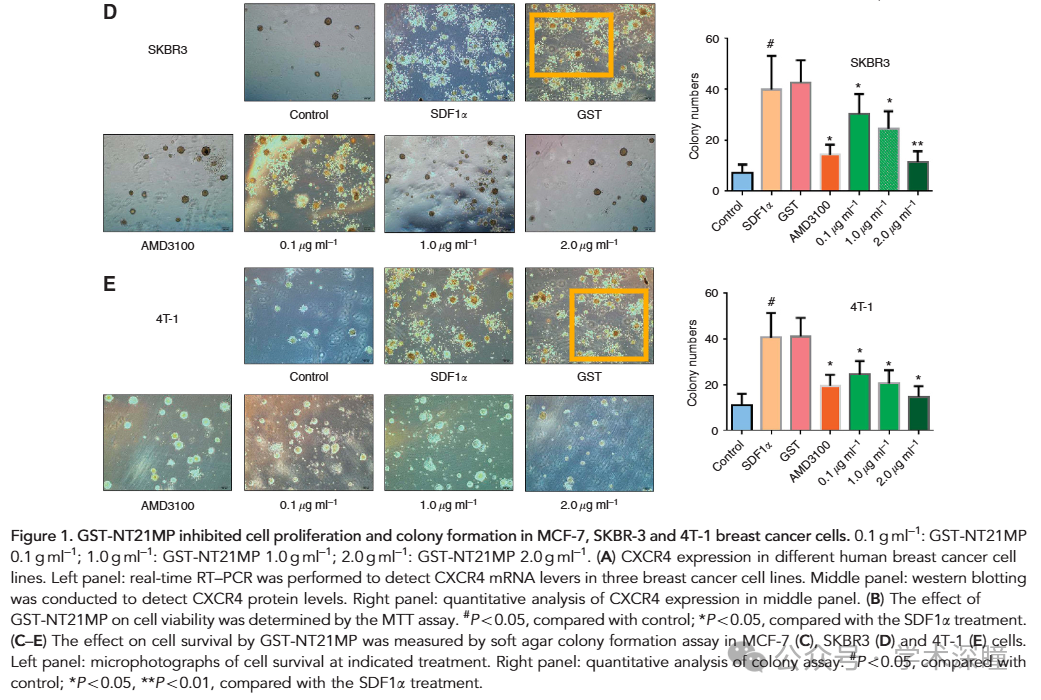 D
SKBR3
Control
SDF1α
GST
AMD3100
0.1 μg ml⁻¹
1.0 μg ml⁻¹
2.0 μg ml⁻¹
60
40
20
0
Colony numbers
SKBR3
#
*
*
*
**
Control
SDF1α
GST
AMD3100
0.1 μg ml⁻¹
1.0 μg ml⁻¹
2.0 μg ml⁻¹
E
4T-1
Control
SDF1α
GST
AMD3100
0.1 μg ml⁻¹
1.0 μg ml⁻¹
2.0 μg ml⁻¹
60
40
20
0
Colony numbers
4T-1
#
*
*
*
*
Control
SDF1α
GST
AMD3100
0.1 μg ml⁻¹
1.0 μg ml⁻¹
2.0 μg ml⁻¹
Figure 1. GST-NT21MP inhibited cell proliferation and colony formation in MCF-7, SKBR-3 and 4T-1 breast cancer cells. 0.1 g ml⁻¹: GST-NT21MP
0.1 g ml⁻¹; 1.0 g ml⁻¹: GST-NT21MP 1.0 g ml⁻¹; 2.0 g ml⁻¹: GST-NT21MP 2.0 g ml⁻¹. (A) CXCR4 expression in different human breast cancer cell
lines. Left panel: real-time RT–PCR was performed to detect CXCR4 mRNA levers in three breast cancer cell lines. Middle panel: western blotting
was conducted to detect CXCR4 protein levels. Right panel: quantitative analysis of CXCR4 expression in middle panel. (B) The effect of
GST-NT21MP on cell viability was determined by the MTT assay. #P<0.05, compared with control; *P<0.05, compared with the SDF1α treatment.
(C–E) The effect on cell survival by GST-NT21MP was measured by soft agar colony formation assay in MCF-7 (C), SKBR3 (D) and 4T-1 (E) cells.
Left panel: microphotographs of cell survival at indicated treatment. Right panel: quantitative analysis of colony assay. #P<0.05, compared with
control; *P<0.05, **P<0.01, compared with the SDF1α treatment.
公众号 · 学术深瞳